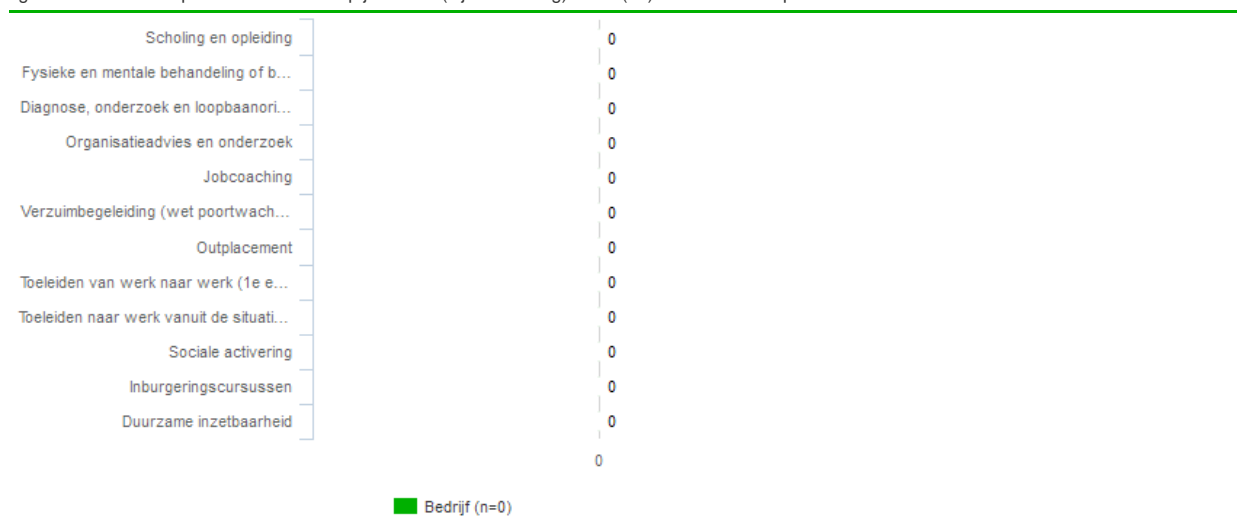 Scholing en opleiding 0
Fysieke en mentale behandeling of b... 0
Diagnose, onderzoek en loopbaanori... 0
Organisatieadvies en onderzoek 0
Jobcoaching 0
Verzuimbegeleiding (wet poortwach... 0
Outplacement 0
Toeleiden van werk naar werk (1e e... 0
Toeleiden naar werk vanuit de situati... 0
Sociale activering 0
Inburgeringscursussen 0
Duurzame inzetbaarheid 0
0
Bedrijf (n=0)